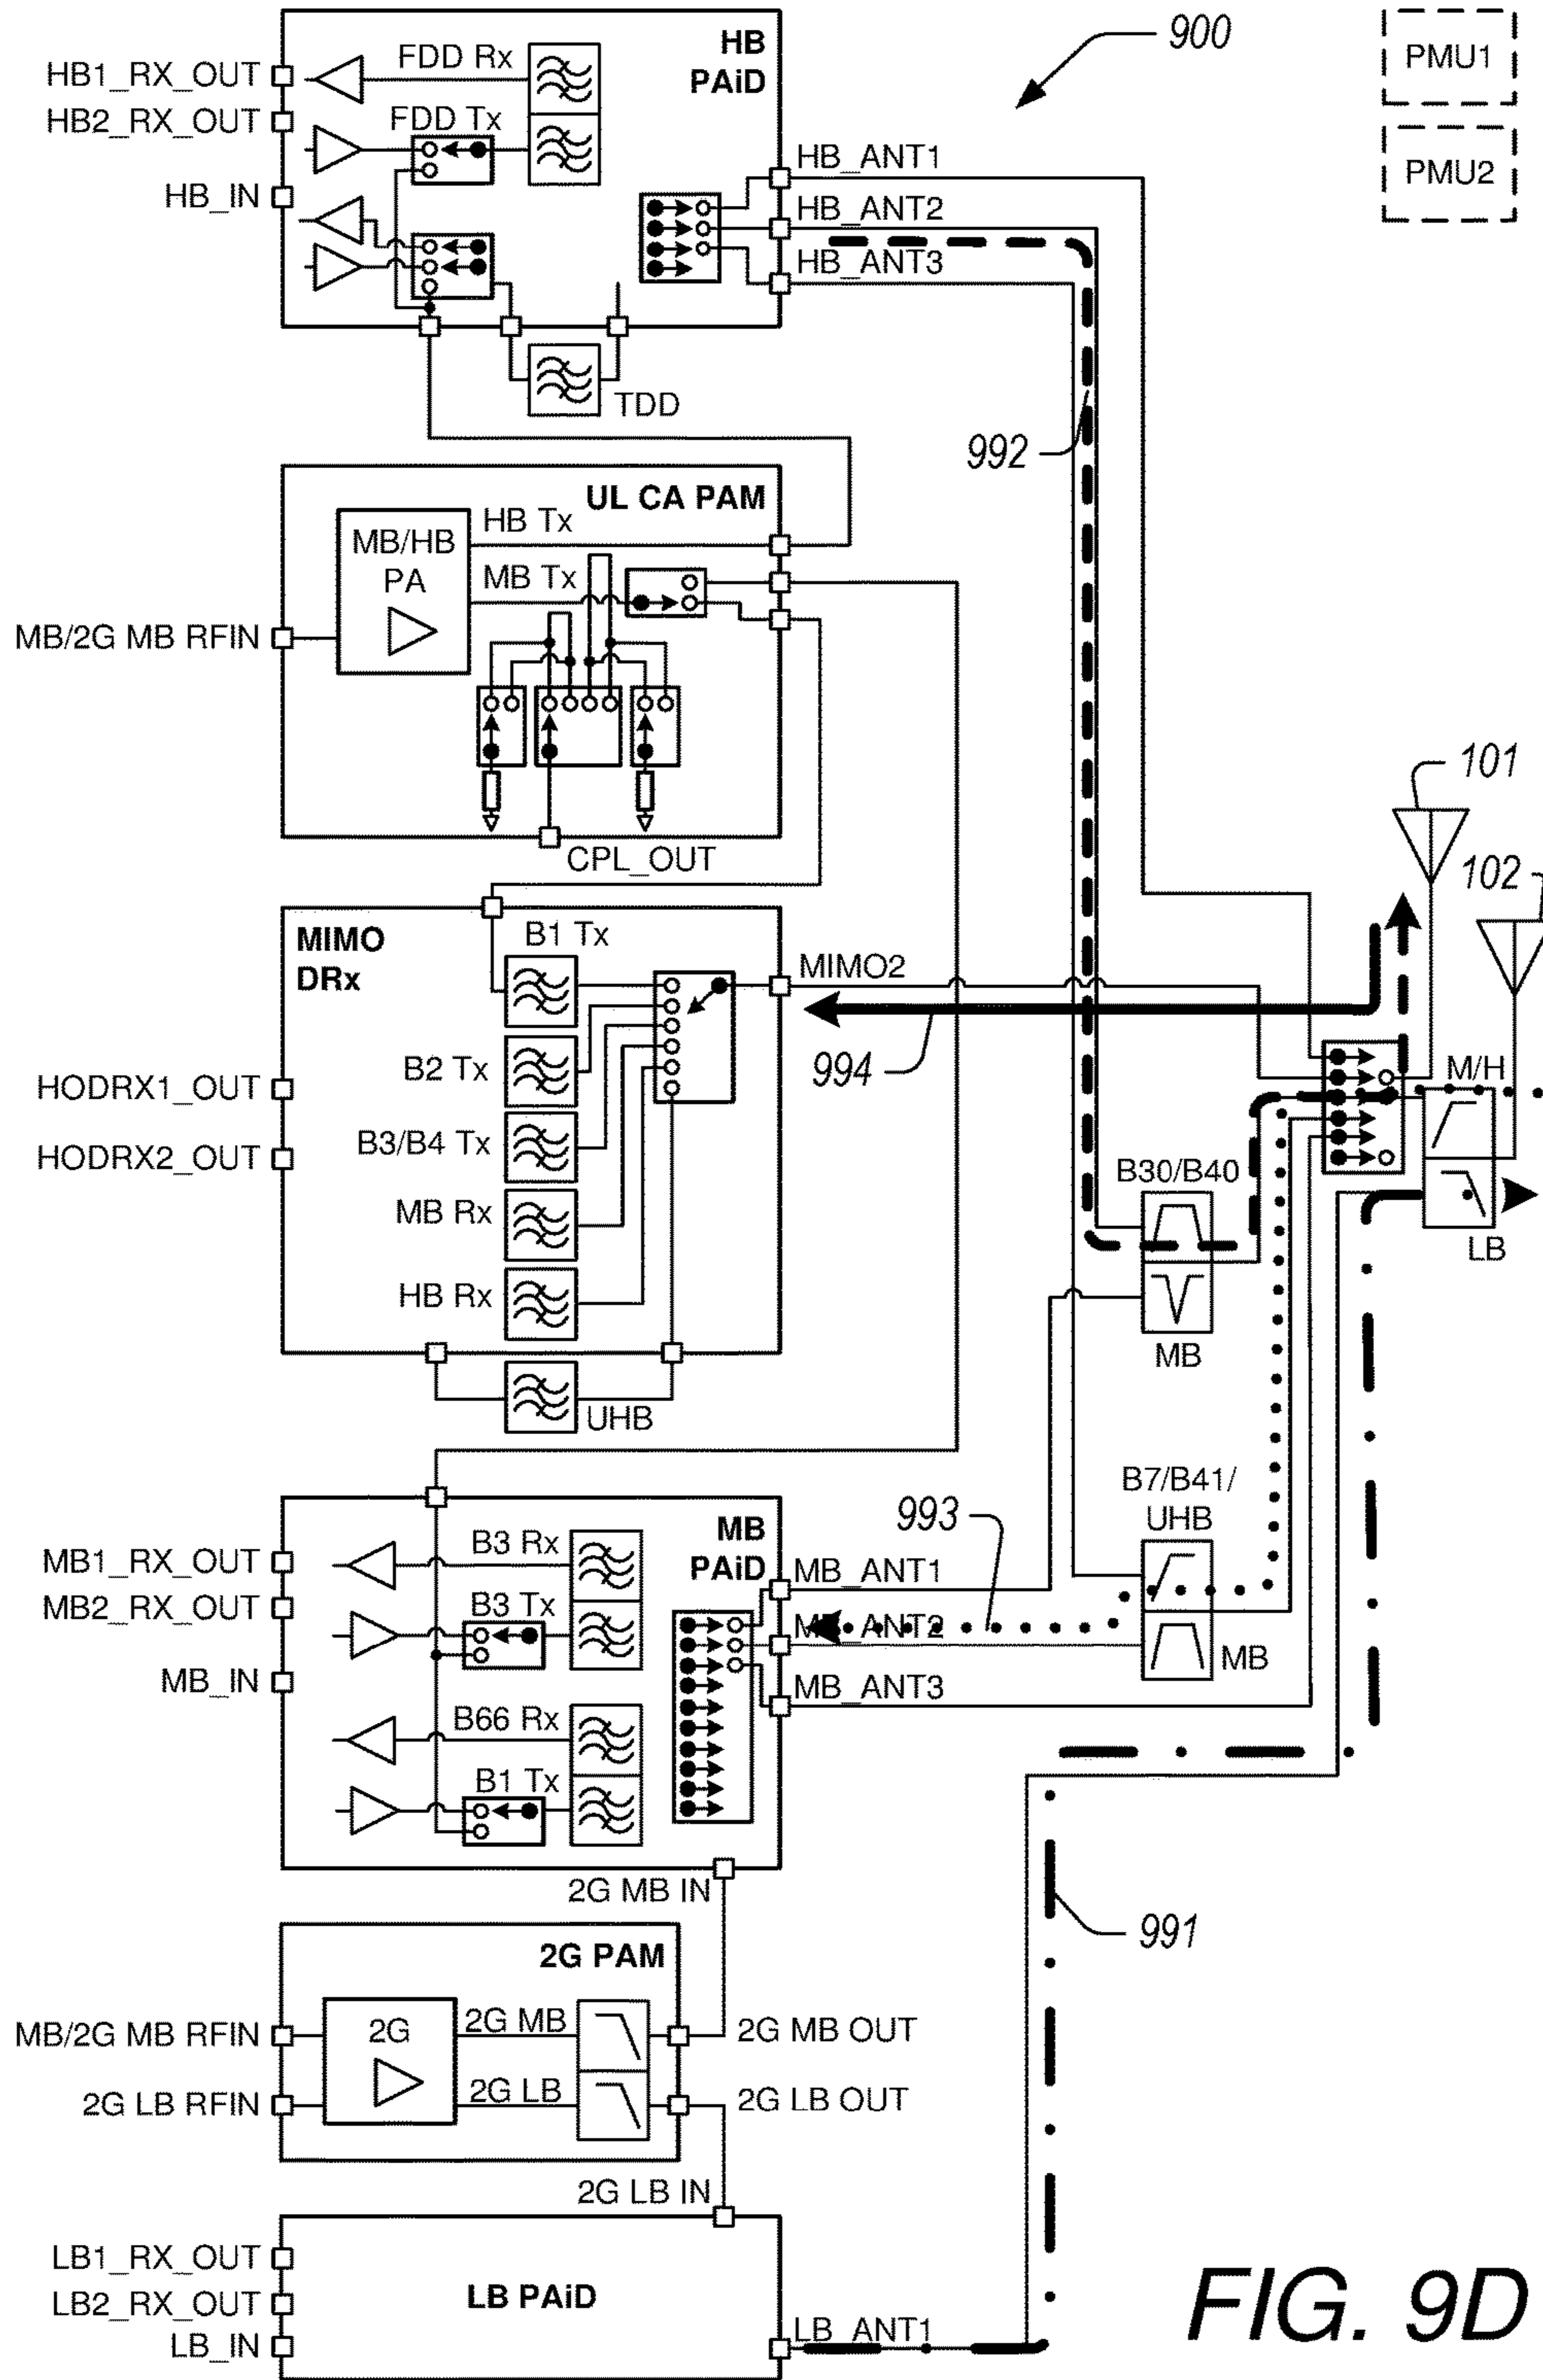 900
PMU1
PMU2
HB
PAiD
HB1_RX_OUT
HB2_RX_OUT
HB_IN
FDD Rx
FDD Tx
HB_ANT1
HB_ANT2
HB_ANT3
TDD
992
UL CA PAM
MB/HB
PA
HB Tx
MB Tx
MB/2G MB RFIN
CPL_OUT
101
102
MIMO
DRx
B1 Tx
MIMO2
994
B2 Tx
HODRX1_OUT
B3/B4 Tx
HODRX2_OUT
MB Rx
HB Rx
UHB
M/H
LB
B30/B40
MB
B7/B41/
UHB
MB
993
MB
PAiD
MB1_RX_OUT
MB2_RX_OUT
MB_IN
B3 Rx
B3 Tx
B66 Rx
B1 Tx
MB_ANT1
MB_ANT2
MB_ANT3
2G MB IN
991
2G PAM
MB/2G MB RFIN
2G LB RFIN
2G
2G MB
2G LB
2G MB OUT
2G LB OUT
2G LB IN
LB1_RX_OUT
LB2_RX_OUT
LB_IN
LB PAiD
LB_ANT1
FIG. 9D